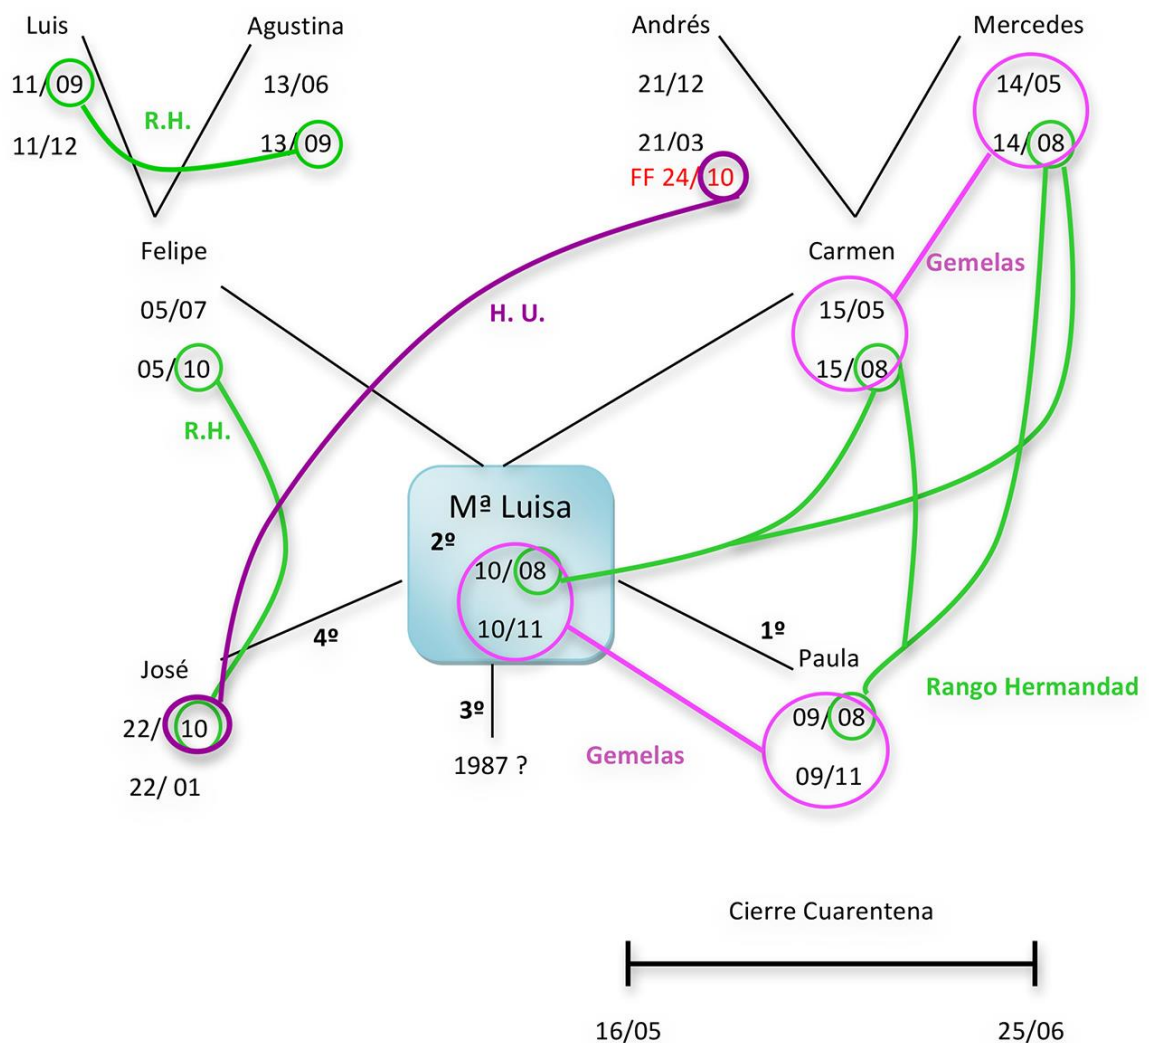 Luis
Agustina
Andrés
Mercedes
11/09
13/06
21/12
14/05
R.H.
11/12
13/09
21/03
14/08
FF 24/10
Felipe
Carmen
Gemelas
05/07
H. U.
15/05
05/10
15/08
R.H.
Mª Luisa
2º
10/08
10/11
4º
1º
José
Paula
Rango Hermandad
3º
22/10
09/08
1987 ?
Gemelas
22/ 01
09/11
Cierre Cuarentena
16/05
25/06